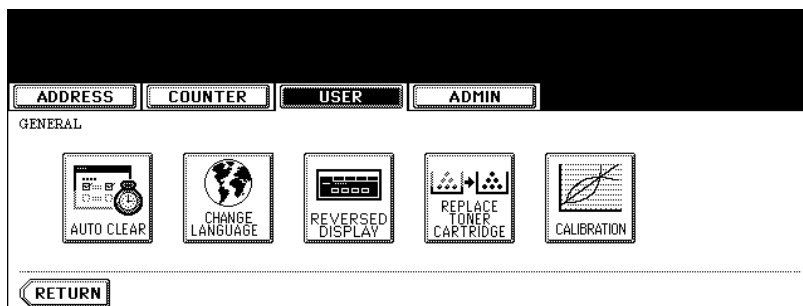 ADDRESS COUNTER USER ADMIN
GENERAL
AUTO CLEAR
CHANGE
LANGUAGE
REVERSED
DISPLAY
REPLACE
TONER
CARTRIDGE
CALIBRATION
RETURN